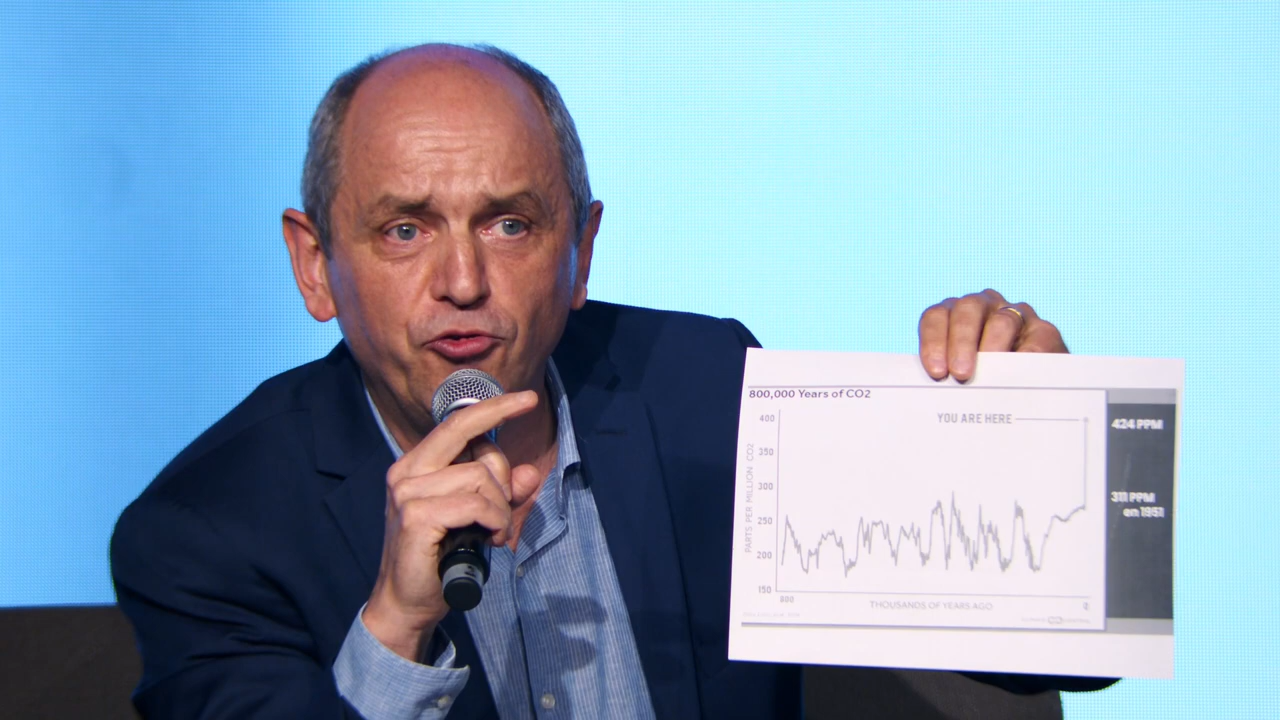 800,000 Years of CO2
400
YOU ARE HERE
424 PPM
350
300
311 PPM
en 1951
250
200
150
PARTS PER MILLION CO2
800
0
THOUSANDS OF YEARS AGO
CENTRAL